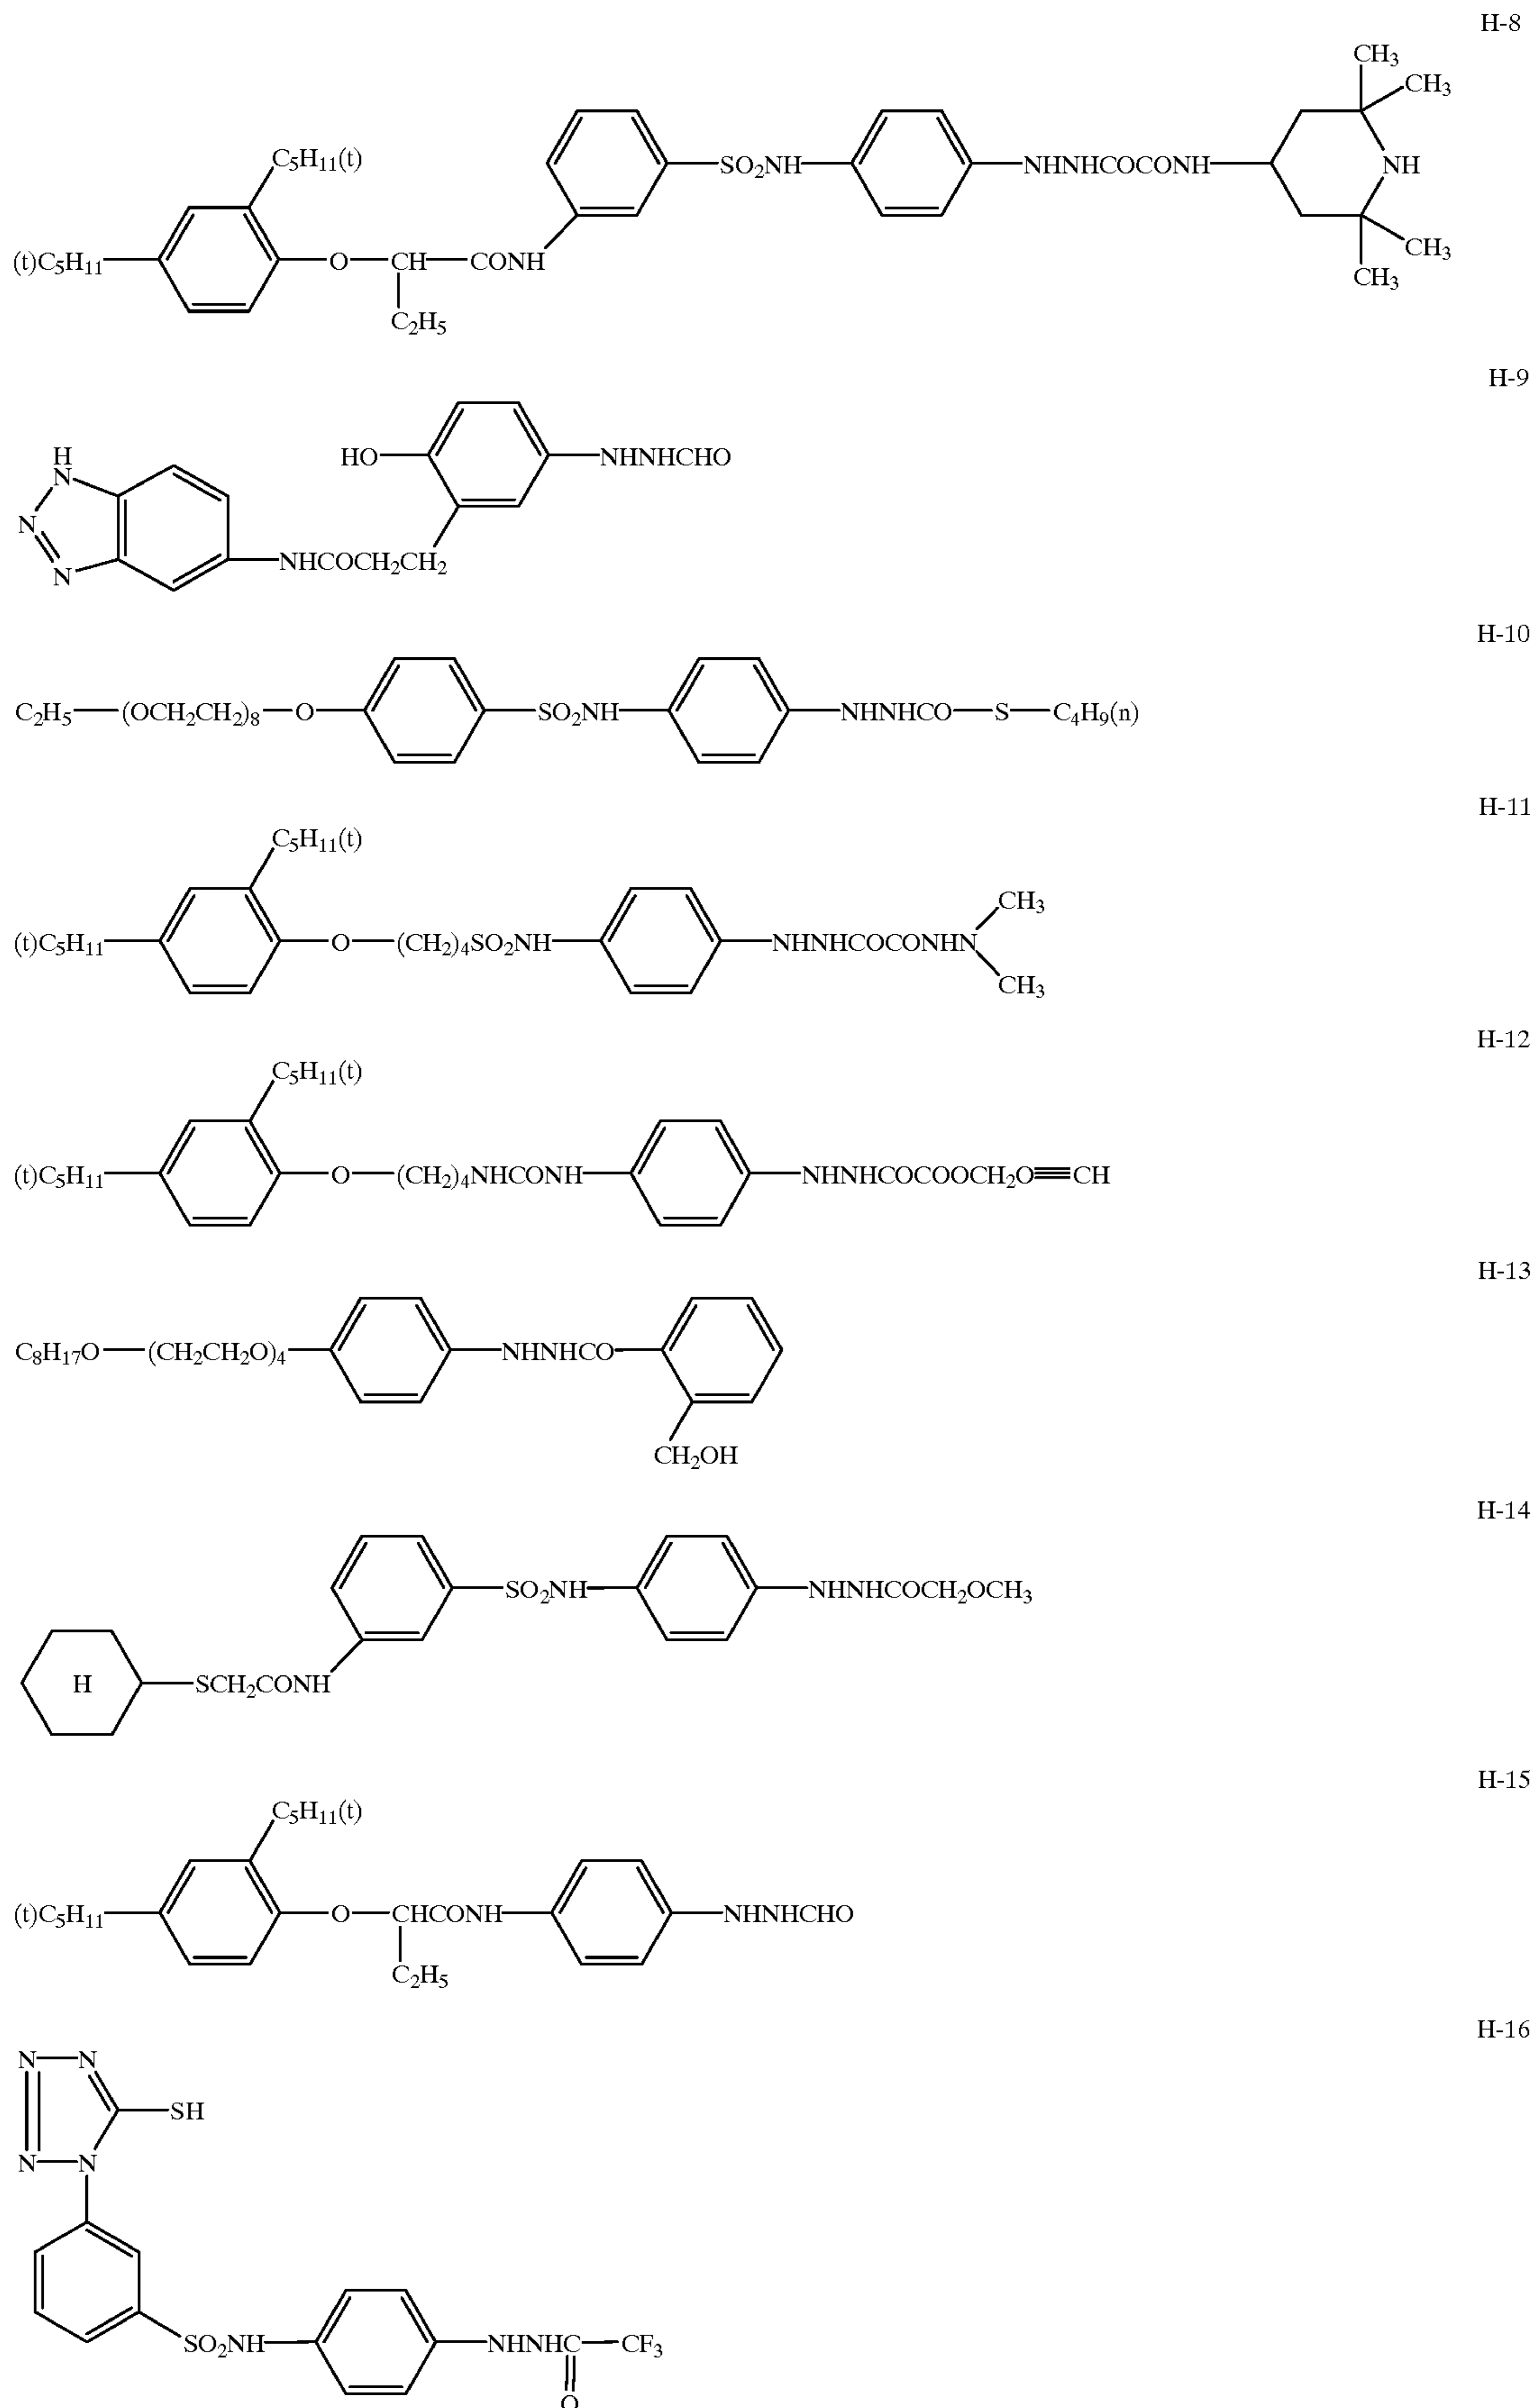 H-8
CH₃
CH₃
C₅H₁₁(t)
SO₂NH NHNHCOCONH NH
(t)C₅H₁₁ O CH CONH
CH₃
CH₃
C₂H₅
H-9
H
N
HO NHNHCHO
N
N
NHCOCH₂CH₂
H-10
C₂H₅ (OCH₂CH₂)₈ O SO₂NH NHNHCO S C₄H₉(n)
H-11
C₅H₁₁(t)
CH₃
(t)C₅H₁₁ O (CH₂)₄SO₂NH NHNHCOCONHN
CH₃
H-12
C₅H₁₁(t)
(t)C₅H₁₁ O (CH₂)₄NHCONH NHNHCOCOOCH₂O≡CH
H-13
C₈H₁₇O (CH₂CH₂O)₄ NHNHCO
CH₂OH
H-14
SO₂NH NHNHCOCH₂OCH₃
H SCH₂CONH
H-15
C₅H₁₁(t)
(t)C₅H₁₁ O CHCONH NHNHCHO
C₂H₅
H-16
N N
SH
N N
SO₂NH NHNHC CF₃
O